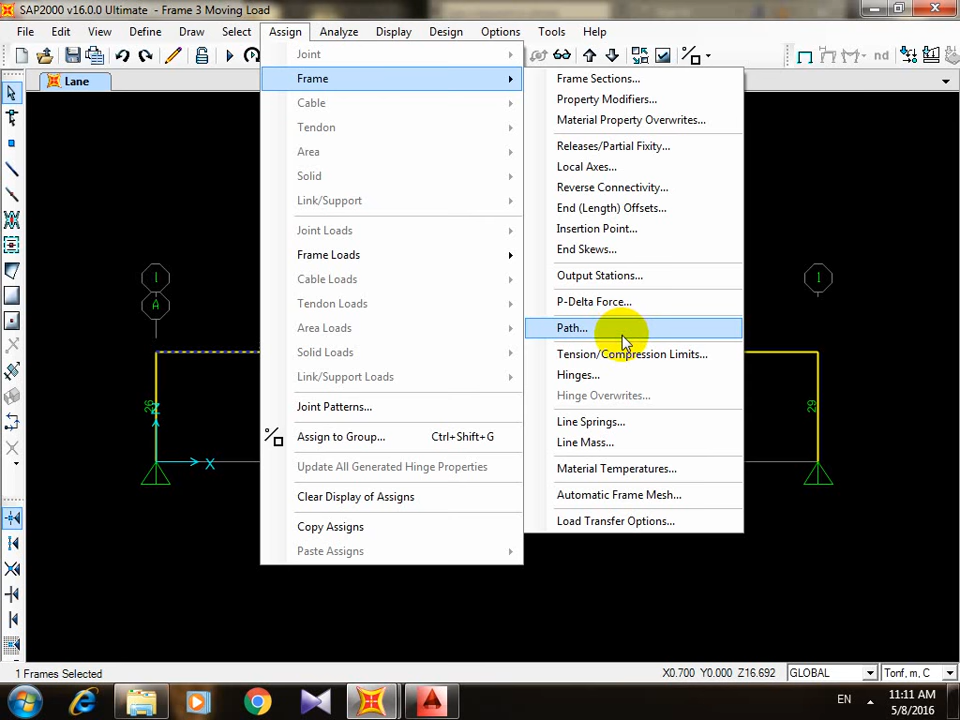 SAP2000 v16.0.0 Ultimate - Frame 3 Moving Load
File Edit View Define Draw Select Assign Analyze Display Design Options Tools Help
nd
Lane
Joint
Frame
Cable
Tendon
Area
Solid
Link/Support
Joint Loads
Frame Loads
Cable Loads
Tendon Loads
Area Loads
Solid Loads
Link/Support Loads
Joint Patterns...
Assign to Group... Ctrl+Shift+G
Update All Generated Hinge Properties
Clear Display of Assigns
Copy Assigns
Paste Assigns
Frame Sections...
Property Modifiers...
Material Property Overwrites...
Releases/Partial Fixity...
Local Axes...
Reverse Connectivity...
End (Length) Offsets...
Insertion Point...
End Skews...
Output Stations...
P-Delta Force...
Path...
Tension/Compression Limits...
Hinges...
Hinge Overwrites...
Line Springs...
Line Mass...
Material Temperatures...
Automatic Frame Mesh...
Load Transfer Options...
1
A
1
26
Z
X
29
1 Frames Selected
X0.700 Y0.000 Z16.692
GLOBAL
Tonf, m, C
EN
11:11 AM
5/8/2016